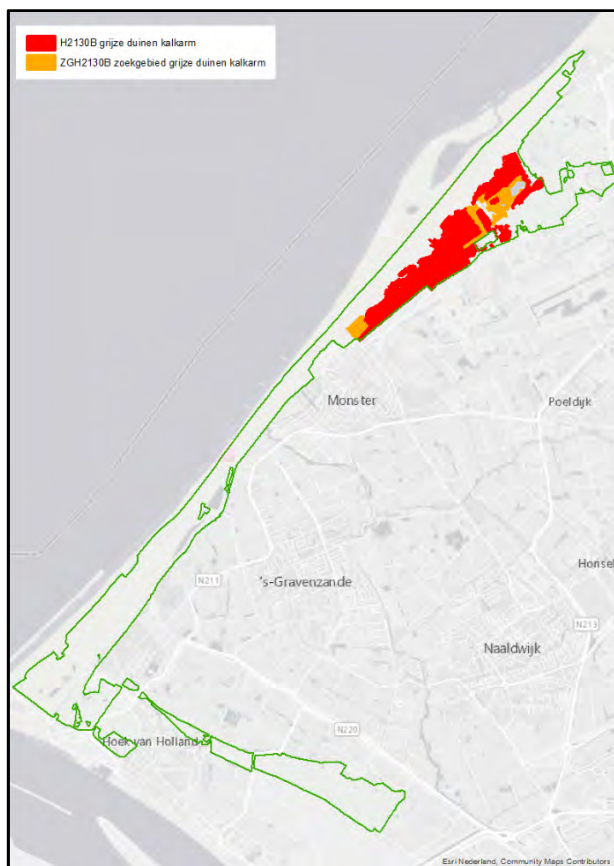 H2130B grijze duinen kalkarm
ZGH2130B zoekgebied grijze duinen kalkarm
Monster
Poeldijk
N211
's-Gravenzande
Honsel
N213
Naaldwijk
N220
Hoek van Holland
Esri Nederland, Community Maps Contributors